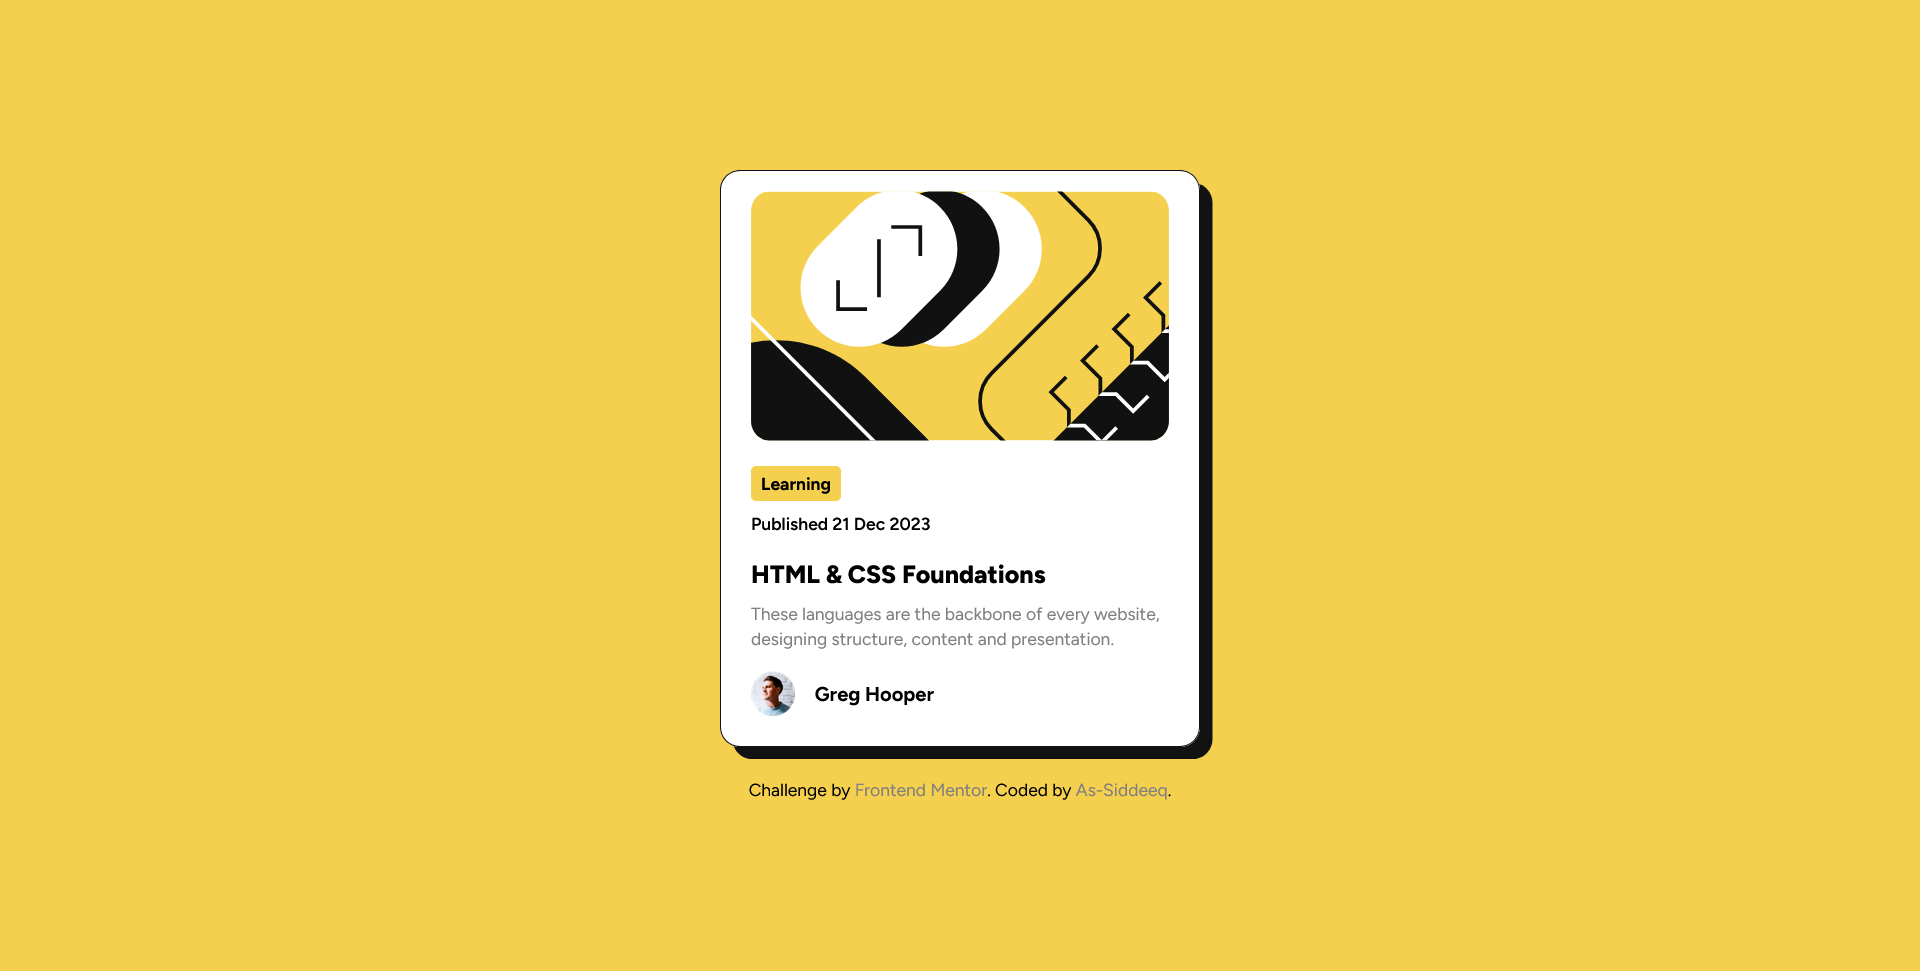 Learning
Published 21 Dec 2023
HTML & CSS Foundations
These languages are the backbone of every website,
designing structure, content and presentation.
Greg Hooper
Challenge by Frontend Mentor. Coded by As-Siddeeq.